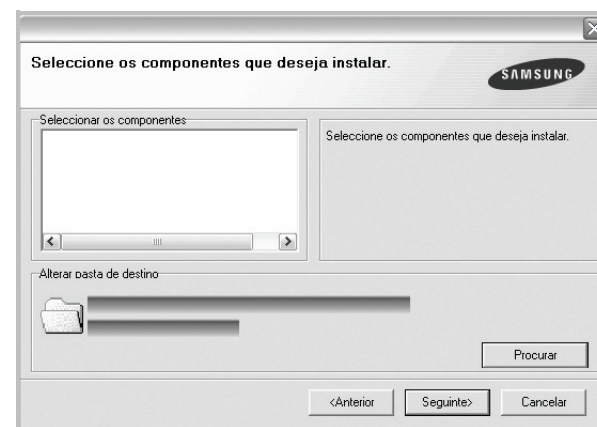 Seleccione os componentes que deseja instalar.
SAMSUNG
Seleccionar os componentes
Seleccione os componentes que deseja instalar.
Alterar pasta de destino
Procurar
<Anterior
Seguinte>
Cancelar